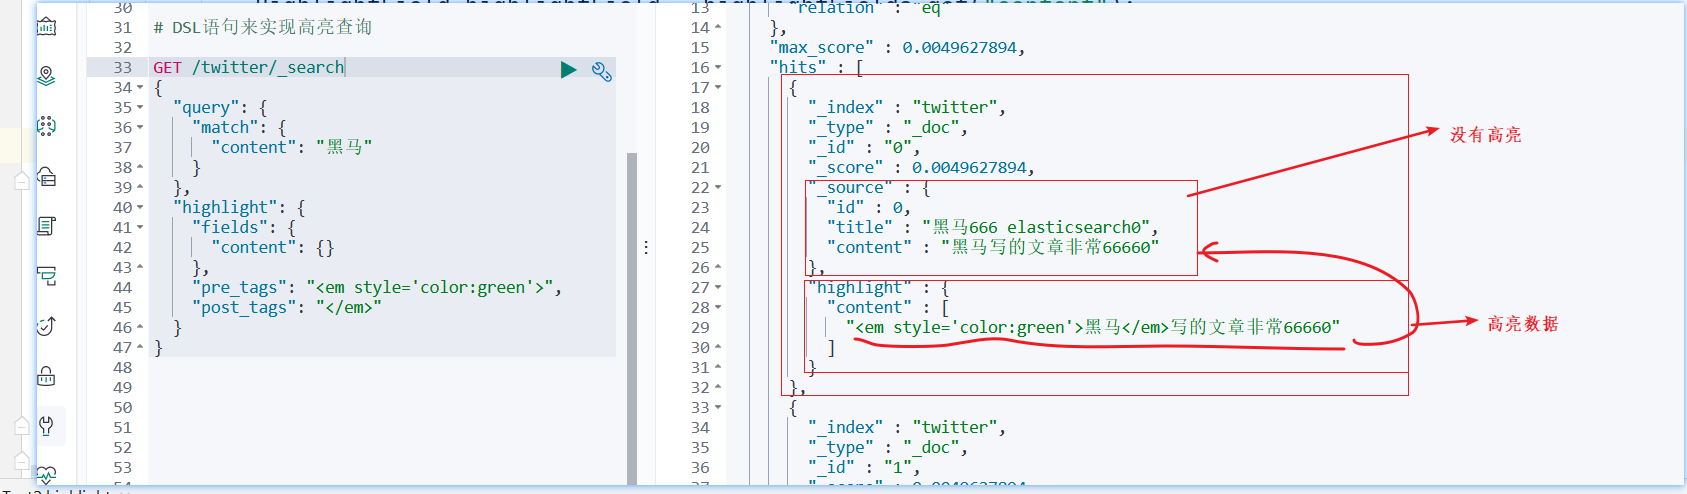 30
31 # DSL语句来实现高亮查询
32
33 GET /twitter/_search
34 {
35 "query": {
36 "match": {
37 "content": "黑马"
38 }
39 },
40 "highlight": {
41 "fields": {
42 "content": {}
43 },
44 "pre_tags": "<em style='color:green'>",
45 "post_tags": "</em>"
46 }
47 }
48
49
50
51
52
53
13 "relation" : "eq"
14 },
15 "max_score" : 0.0049627894,
16 "hits" : [
17 {
18 "_index" : "twitter",
19 "_type" : "_doc",
20 "_id" : "0",
21 "_score" : 0.0049627894,
22 "_source" : {
23 "id" : 0,
24 "title" : "黑马666 elasticsearch0",
25 "content" : "黑马写的文章非常66660"
26 },
27 "highlight" : {
28 "content" : [
29 "<em style='color:green'>黑马</em>写的文章非常66660"
30 ]
31 }
32 },
33 {
34 "_index" : "twitter",
35 "_type" : "_doc",
36 "_id" : "1",
没有高亮
高亮数据